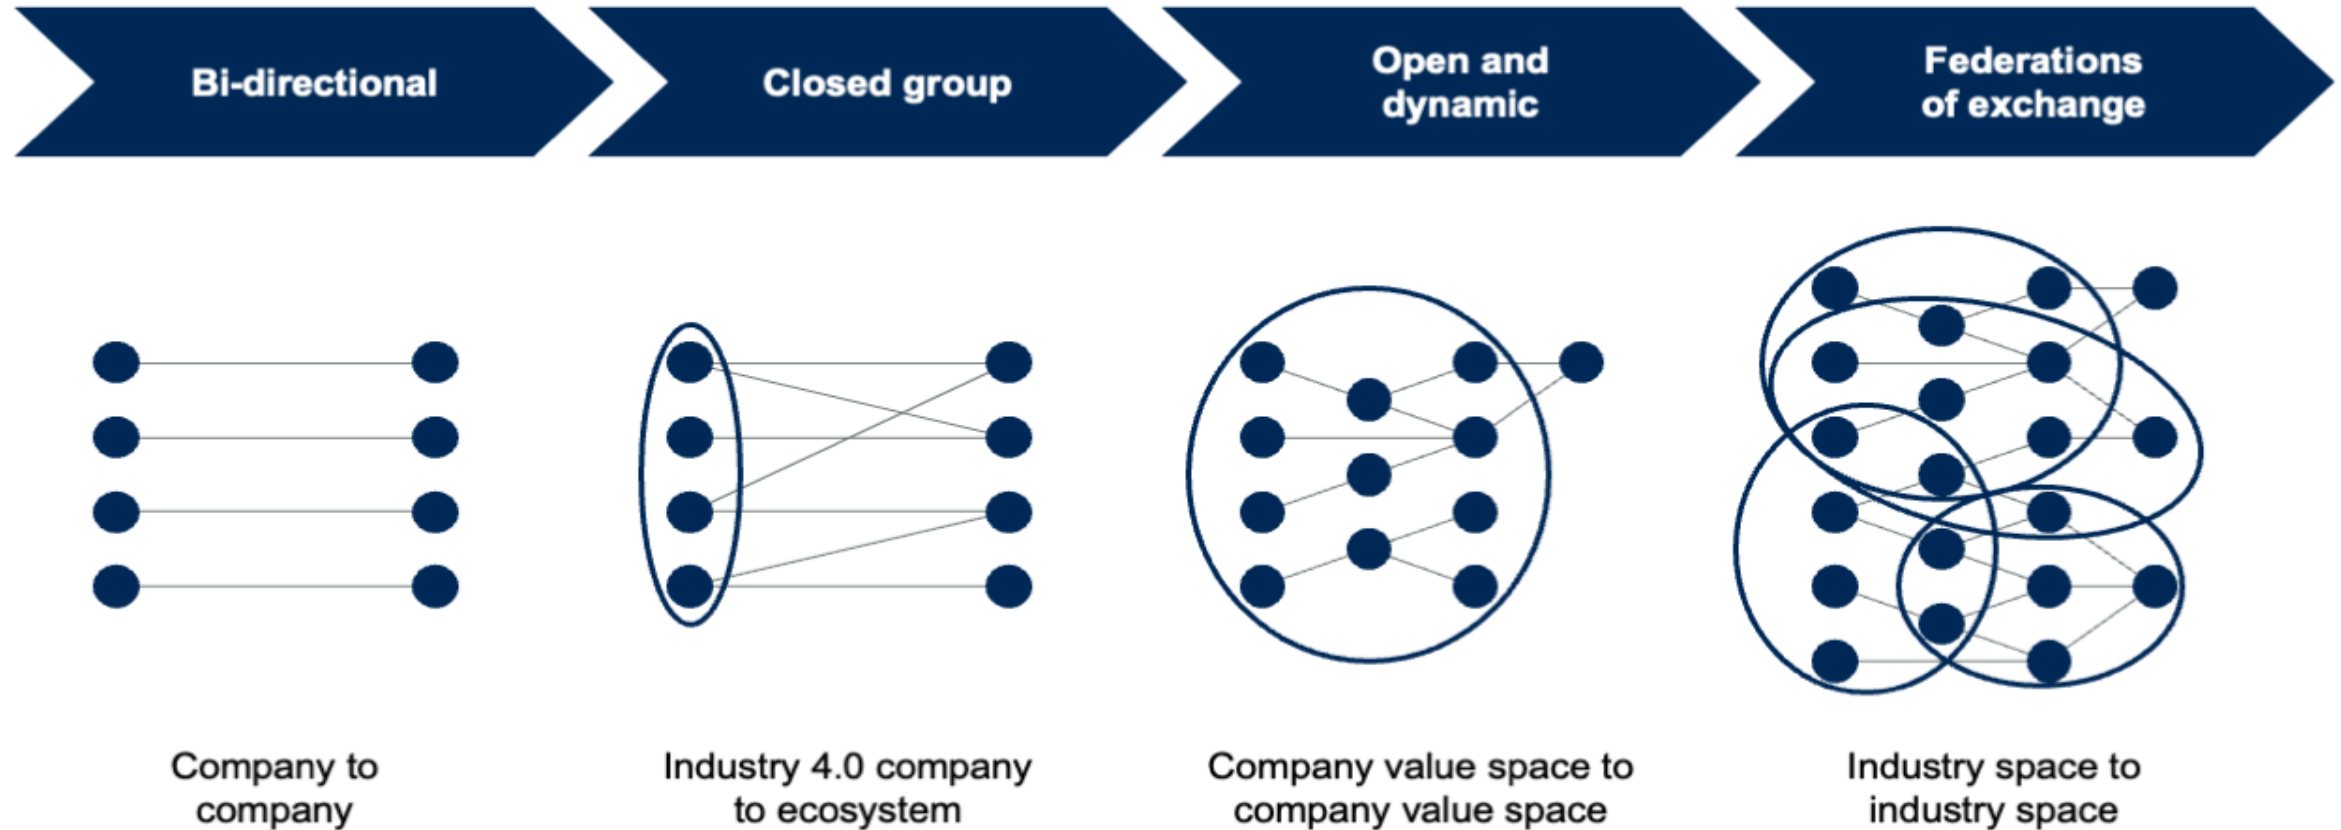 Bi-directional
Closed group
Open and
dynamic
Federations
of exchange
Company to
company
Industry 4.0 company
to ecosystem
Company value space to
company value space
Industry space to
industry space